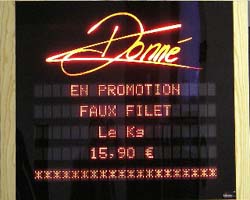 Donné
EN PROMOTION
FAUX FILET
Le Kg
15,90 €
******************